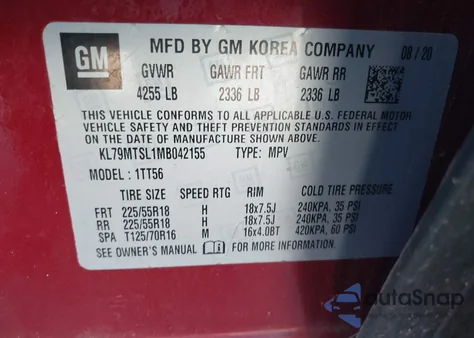 GM
MFD BY GM KOREA COMPANY 08 / 20
GVWR GAWR FRT GAWR RR
4255 LB 2336 LB 2336 LB
THIS VEHICLE CONFORMS TO ALL APPLICABLE U.S. FEDERAL MOTOR
VEHICLE SAFETY AND THEFT PREVENTION STANDARDS IN EFFECT
ON THE DATE OF MANUFACTURE SHOWN ABOVE.
KL79MTSL1MB042155 TYPE: MPV
MODEL : 1TT56
TIRE SIZE SPEED RTG RIM COLD TIRE PRESSURE
FRT 225/55R18 H 18x7.5J 240KPA, 35 PSI
RR 225/55R18 H 18x7.5J 240KPA, 35 PSI
SPA T125/70R16 M 16x4.0BT 420KPA, 60 PSI
SEE OWNER'S MANUAL FOR MORE INFORMATION
autoSnap